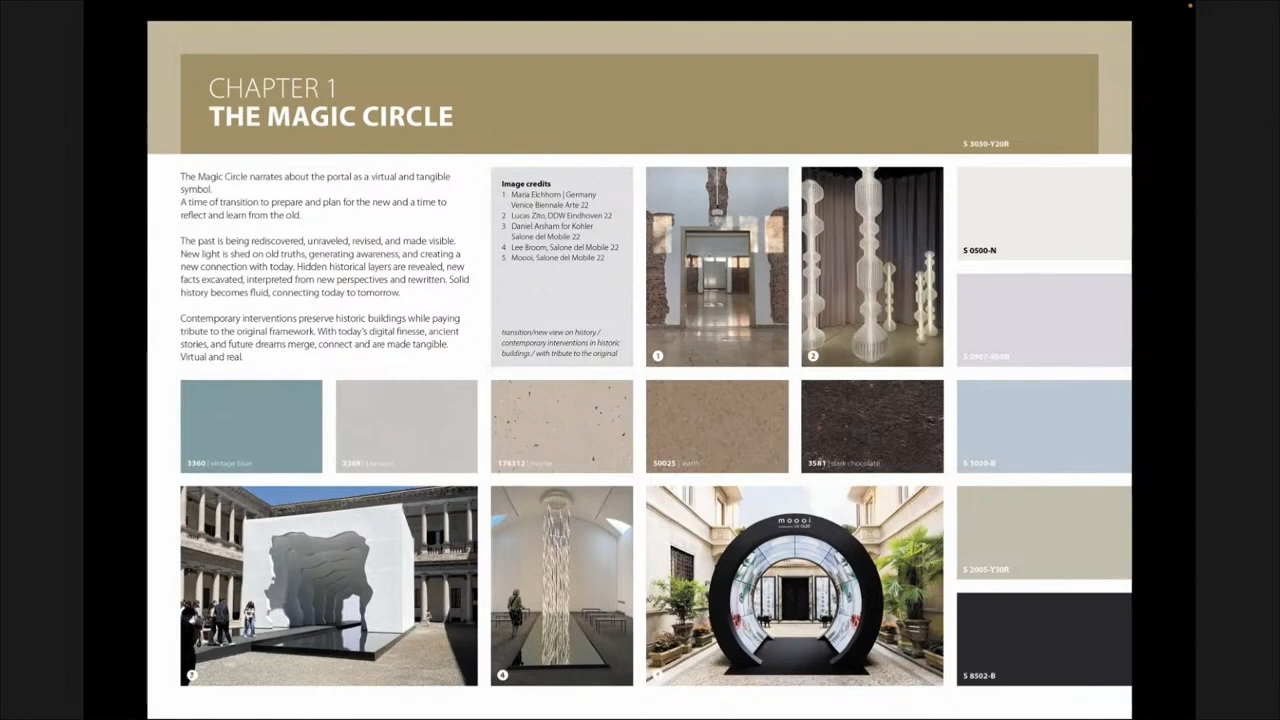 CHAPTER 1
THE MAGIC CIRCLE
S 3030-Y20R
The Magic Circle narrates about the portal as a virtual and tangible
symbol.
A time of transition to prepare and plan for the new and a time to
reflect and learn from the old.
The past is being rediscovered, unraveled, revised, and made visible.
New light is shed on old truths, generating awareness, and creating a
new connection with today. Hidden historical layers are revealed, new
facts excavated, interpreted from new perspectives and rewritten. Solid
history becomes fluid, connecting today to tomorrow.
Contemporary interventions preserve historic buildings while paying
tribute to the original framework. With today's digital finesse, ancient
stories, and future dreams merge, connect and are made tangible.
Virtual and real.
Image credits
1 Maria Eichhorn | Germany
Venice Biennale Arte 22
2 Lucas Zito, DDW Eindhoven 22
3 Daniel Arsham for Kohler
Salone del Mobile 22
4 Lee Broom, Salone del Mobile 22
5 Moooi, Salone del Mobile 22
transition/new view on history /
contemporary interventions in historic
buildings / with tribute to the original
1
2
S 0500-N
S 0907-R50B
3360 | vintage blue
176312
50025 | earth
3581 | dark chocolate
S 1020-B
moooi
3
4
S 2005-Y30R
S 8502-B